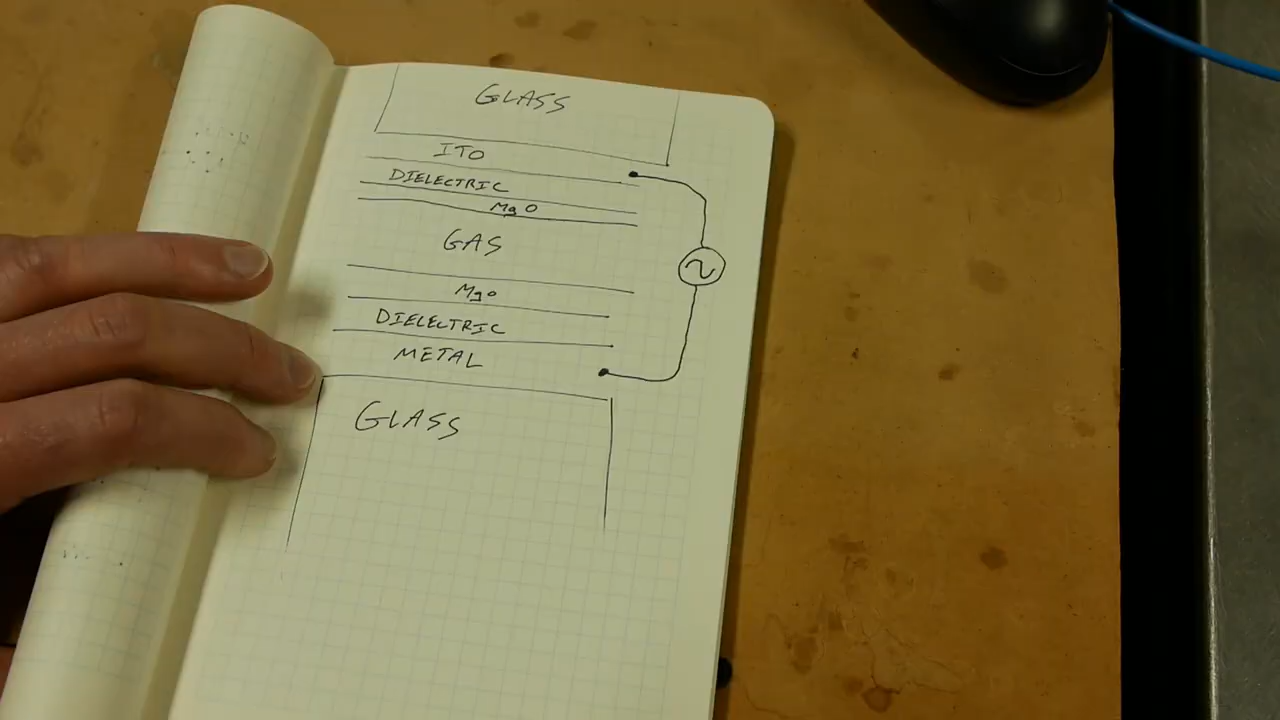 GLASS
ITO
DIELECTRIC
MgO
GAS
MgO
DIELECTRIC
METAL
GLASS